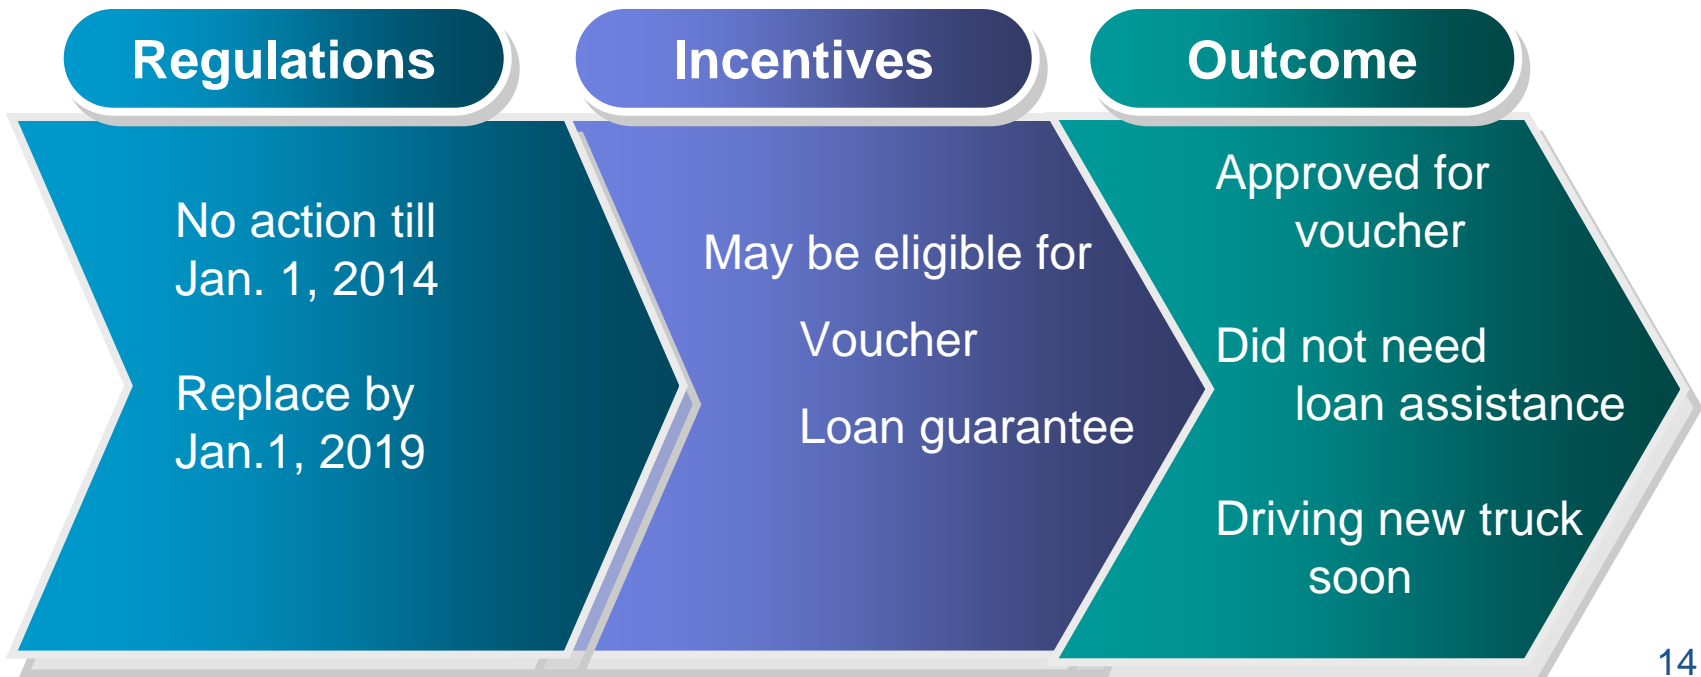 Regulations
No action till
Jan. 1, 2014
Replace by
Jan.1, 2019
Incentives
May be eligible for
Voucher
Loan guarantee
Outcome
Approved for
voucher
Did not need
loan assistance
Driving new truck
soon
14